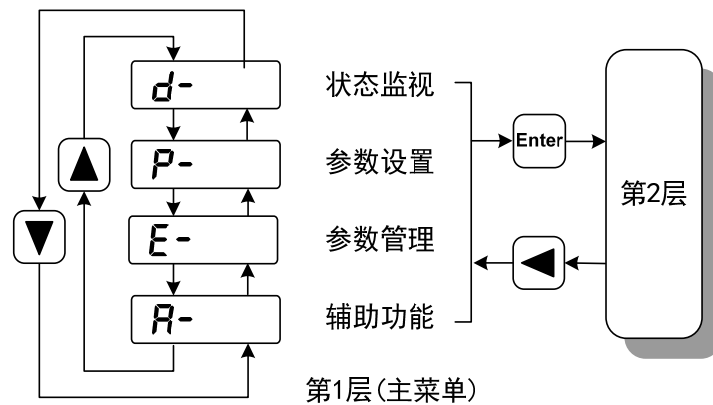 d- 状态监视
Enter
P- 参数设置
第2层
E- 参数管理
A- 辅助功能
第1层(主菜单)